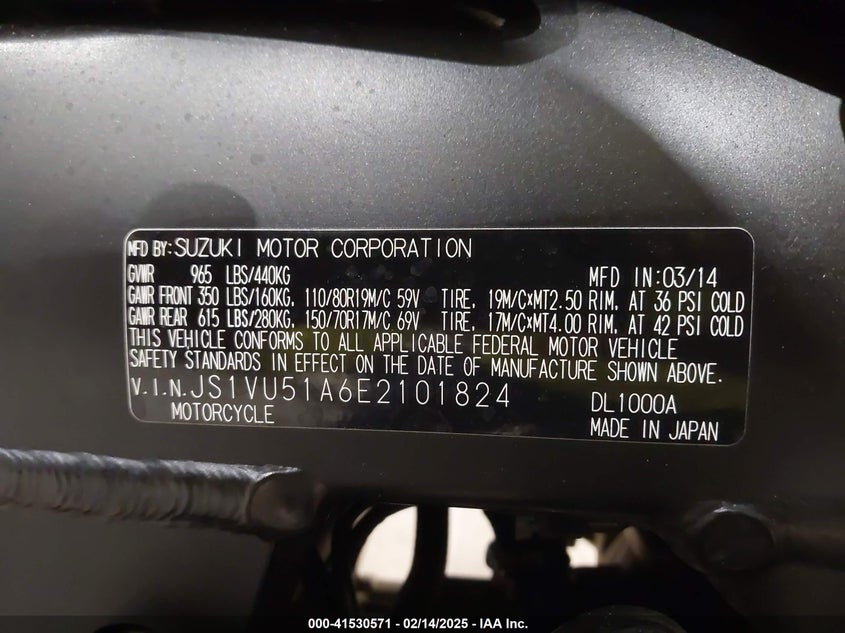 MFD BY: SUZUKI MOTOR CORPORATION
GVWR 965 LBS/440KG MFD IN:03/14
GAWR FRONT 350 LBS/160KG, 110/80R19M/C 59V TIRE, 19M/C×MT2.50 RIM, AT 36 PSI COLD
GAWR REAR 615 LBS/280KG, 150/70R17M/C 69V TIRE, 17M/C×MT4.00 RIM, AT 42 PSI COLD
THIS VEHICLE CONFORMS TO ALL APPLICABLE FEDERAL MOTOR VEHICLE
SAFETY STANDARDS IN EFFECT ON THE DATE OF MANUFACTURE SHOWN ABOVE.
V.I.N. JS1VU51A6E2101824 DL1000A
MOTORCYCLE MADE IN JAPAN
000-41530571 - 02/14/2025 - IAA Inc.